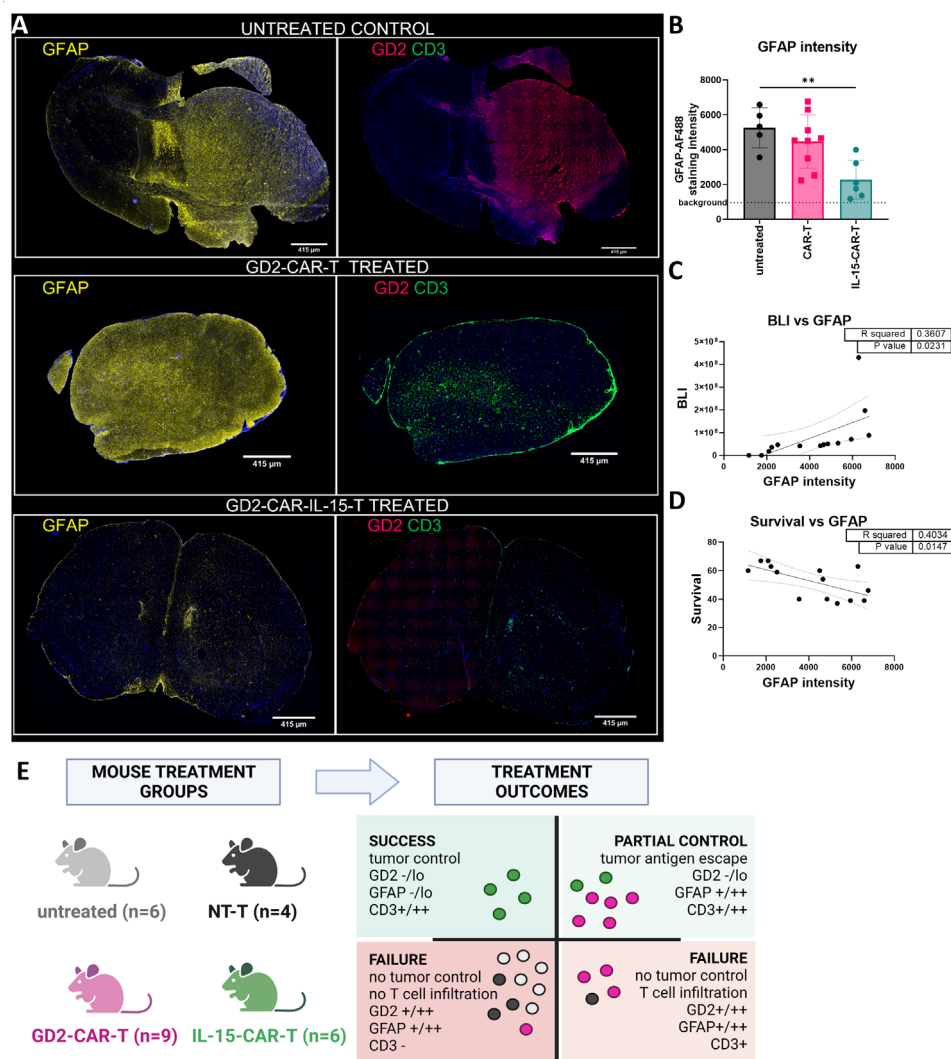 A
UNTREATED CONTROL
GFAP
GD2 CD3
415 µm
415 µm
GD2-CAR-T TREATED
GFAP
GD2 CD3
415 µm
415 µm
GD2-CAR-IL-15-T TREATED
GFAP
GD2 CD3
415 µm
415 µm
B
GFAP intensity
**
GFAP-AF488
staining intensity
8000
6000
4000
2000
0
background
untreated
CAR-T
IL-15-CAR-T
C
BLI vs GFAP
R squared 0.3607
P value 0.0231
BLI
5×10⁸
4×10⁸
3×10⁸
2×10⁸
1×10⁸
0
0 2000 4000 6000 8000
GFAP intensity
D
Survival vs GFAP
R squared 0.4034
P value 0.0147
Survival
80
60
40
20
0
0 2000 4000 6000 8000
GFAP intensity
E
MOUSE TREATMENT
GROUPS
TREATMENT
OUTCOMES
untreated (n=6)
NT-T (n=4)
GD2-CAR-T (n=9)
IL-15-CAR-T (n=6)
SUCCESS
tumor control
GD2 -/lo
GFAP -/lo
CD3+/++
PARTIAL CONTROL
tumor antigen escape
GD2 -/lo
GFAP +/++
CD3+/++
FAILURE
no tumor control
no T cell infiltration
GD2 +/++
GFAP +/++
CD3 -
FAILURE
no tumor control
T cell infiltration
GD2+/++
GFAP+/++
CD3+